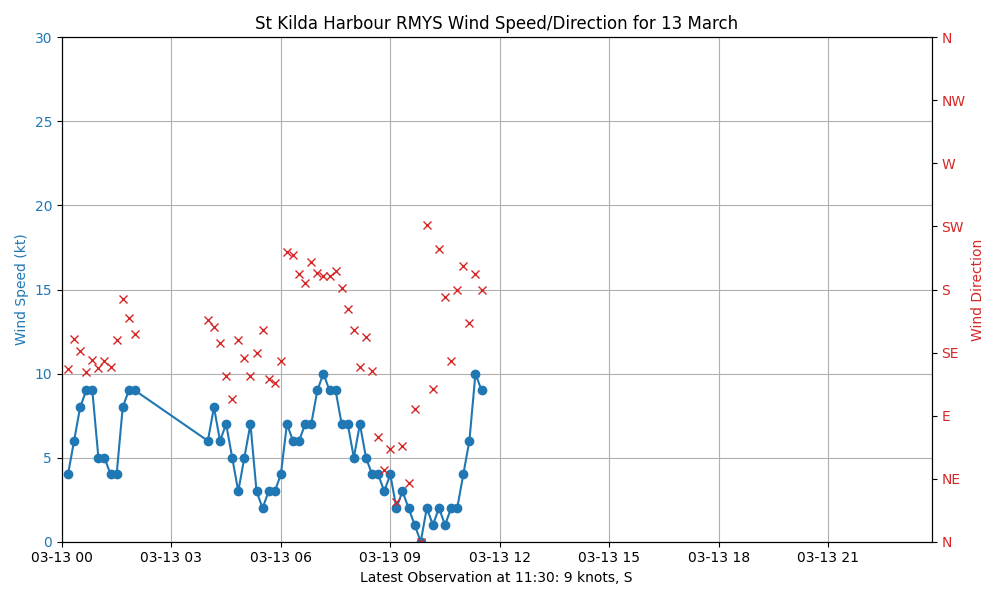 St Kilda Harbour RMYS Wind Speed/Direction for 13 March
Wind Speed (kt)
30
25
20
15
10
5
0
03-13 00
03-13 03
03-13 06
03-13 09
03-13 12
03-13 15
03-13 18
03-13 21
Latest Observation at 11:30: 9 knots, S
N
NW
W
SW
S
SE
E
NE
N
Wind Direction